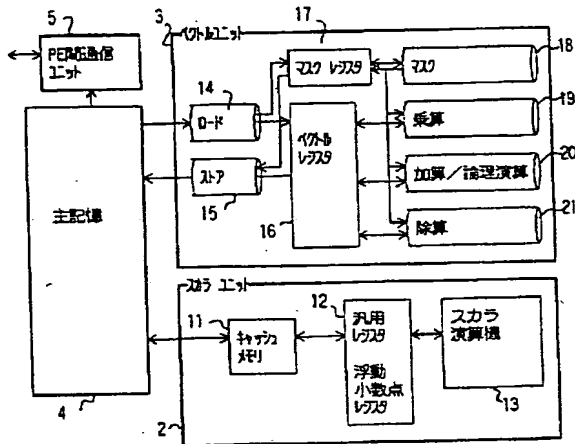 5
PE間通信
ユニット
3
ベクトルユニット
17
マスク レジスタ
18
マスク
14
ロード
19
乗算
ベクトル
レジスタ
20
加算/論理演算
ストア
15
16
21
除算
主記憶
4
スカラ ユニット
11
キャッシュ
メモリ
12
汎用
レジスタ
浮動
小数点
レジスタ
スカラ
演算機
13
2